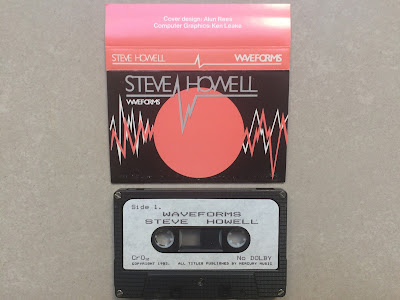 Cover design: Alun Rees
Computer Graphics: Ken Leake
STEVE HOWELL WAVEFORMS
STEVE HOWELL
WAVEFORMS
Side 1.
WAVEFORMS
STEVE HOWELL
CrO₂ No DOLBY
COPYRIGHT 1982. ALL TITLES PUBLISHED BY MERCURY MUSIC